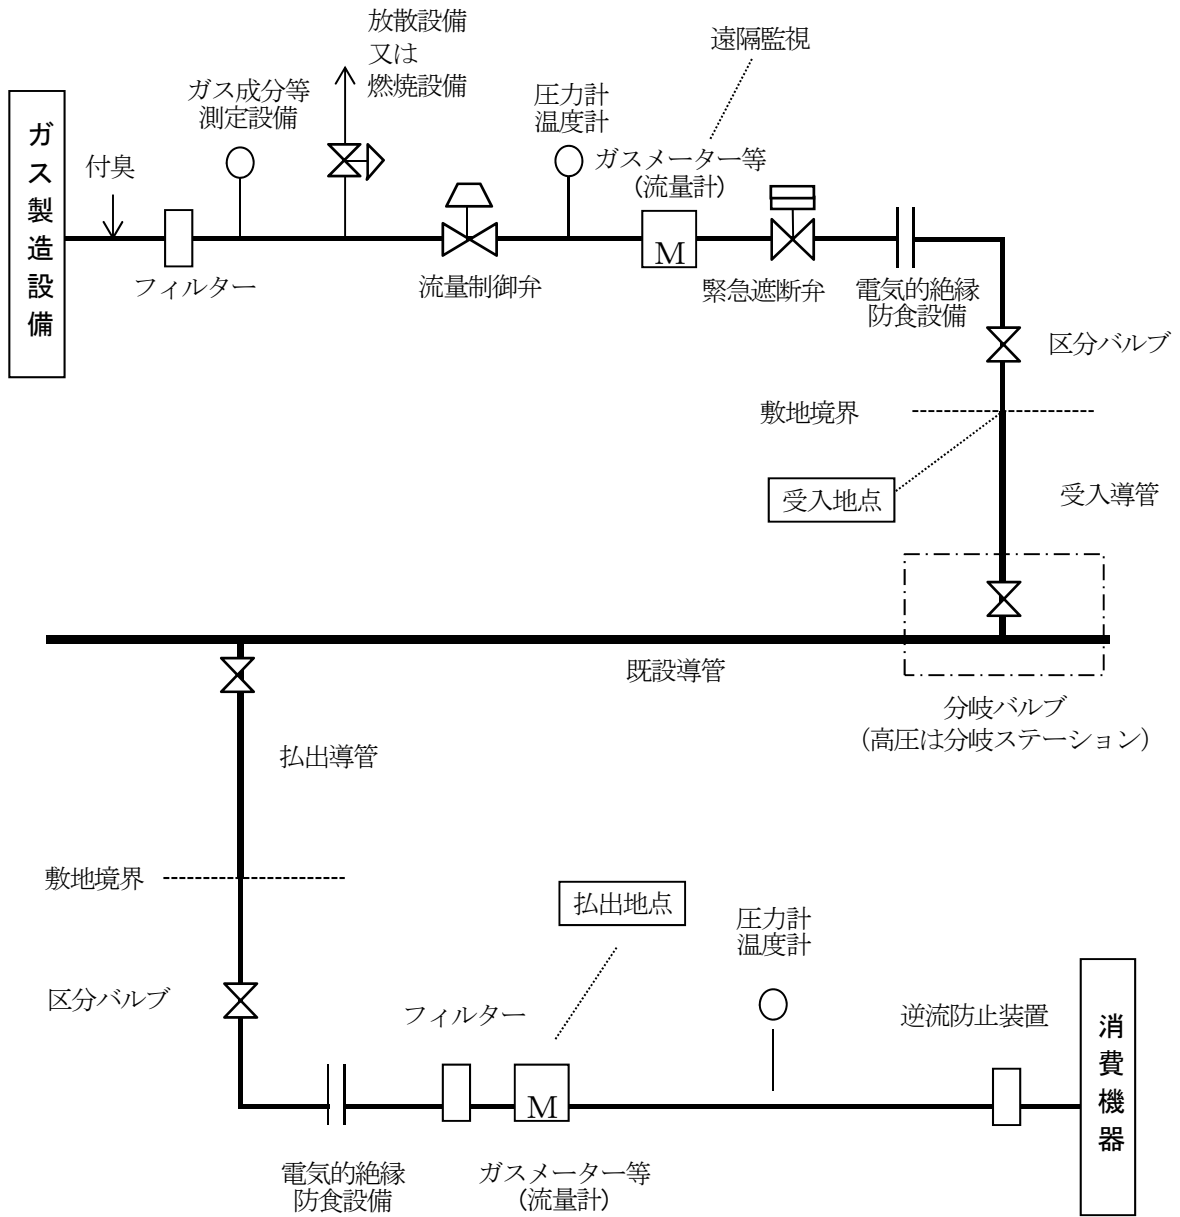 放散設備
又は
燃焼設備
遠隔監視
ガス成分等
測定設備
圧力計
温度計
ガス製造設備
付臭
ガスメーター等
(流量計)
M
フィルター
流量制御弁
緊急遮断弁
電気的絶縁
防食設備
区分バルブ
敷地境界
受入地点
受入導管
既設導管
分岐バルブ
(高圧は分岐ステーション)
払出導管
敷地境界
払出地点
圧力計
温度計
区分バルブ
フィルター
逆流防止装置
消費機器
M
電気的絶縁
防食設備
ガスメーター等
(流量計)